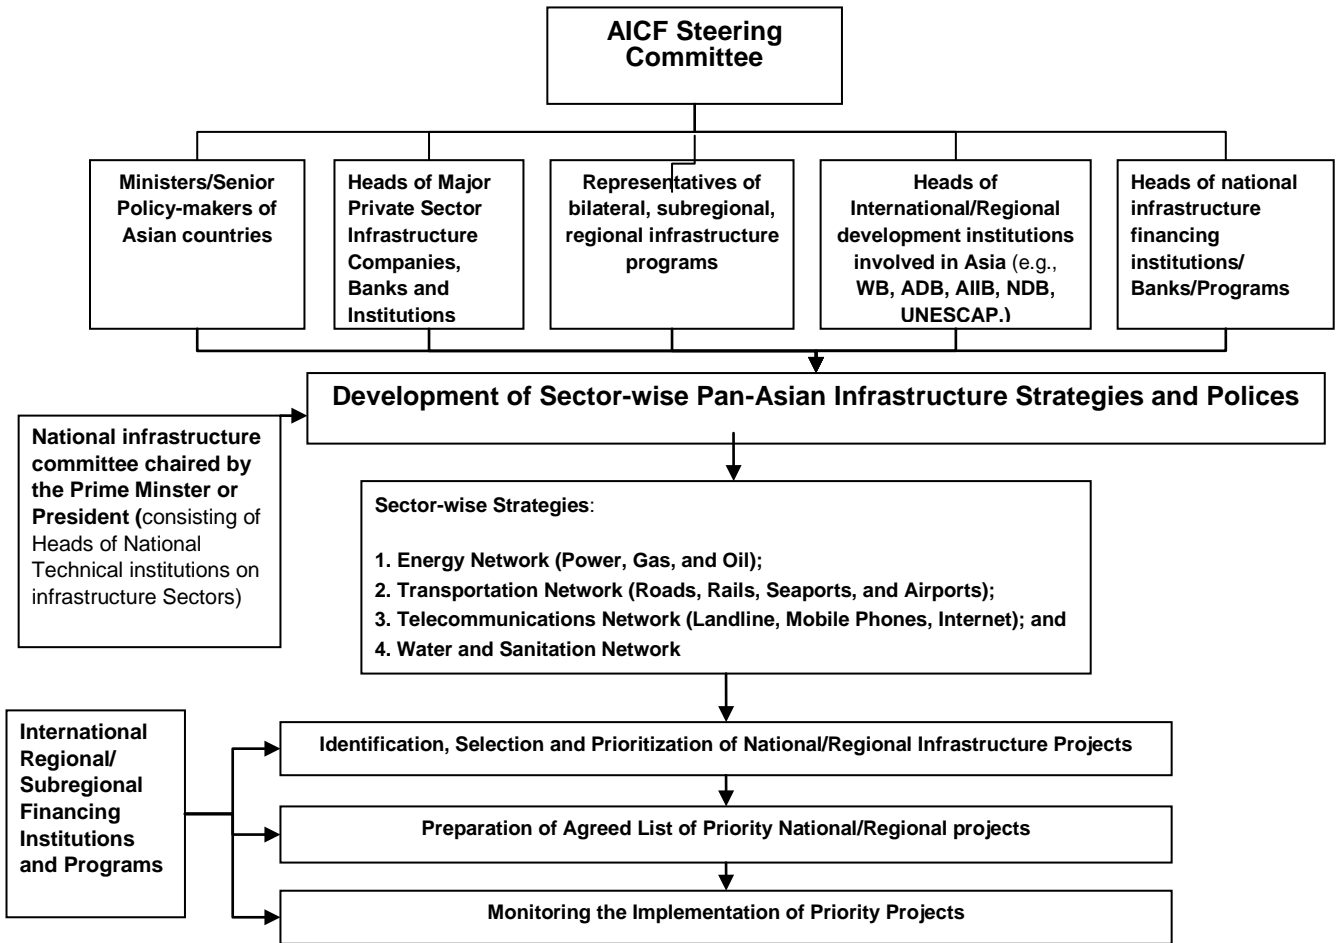 AICF Steering
Committee
Ministers/Senior
Policy-makers of
Asian countries
Heads of Major
Private Sector
Infrastructure
Companies,
Banks and
Institutions
Representatives of
bilateral, subregional,
regional infrastructure
programs
Heads of
International/Regional
development institutions
involved in Asia (e.g.,
WB, ADB, AIIB, NDB,
UNESCAP.)
Heads of national
infrastructure
financing
institutions/
Banks/Programs
Development of Sector-wise Pan-Asian Infrastructure Strategies and Polices
National infrastructure
committee chaired by
the Prime Minster or
President (consisting of
Heads of National
Technical institutions on
infrastructure Sectors)
Sector-wise Strategies:
1. Energy Network (Power, Gas, and Oil);
2. Transportation Network (Roads, Rails, Seaports, and Airports);
3. Telecommunications Network (Landline, Mobile Phones, Internet); and
4. Water and Sanitation Network
International
Regional/
Subregional
Financing
Institutions
and Programs
Identification, Selection and Prioritization of National/Regional Infrastructure Projects
Preparation of Agreed List of Priority National/Regional projects
Monitoring the Implementation of Priority Projects